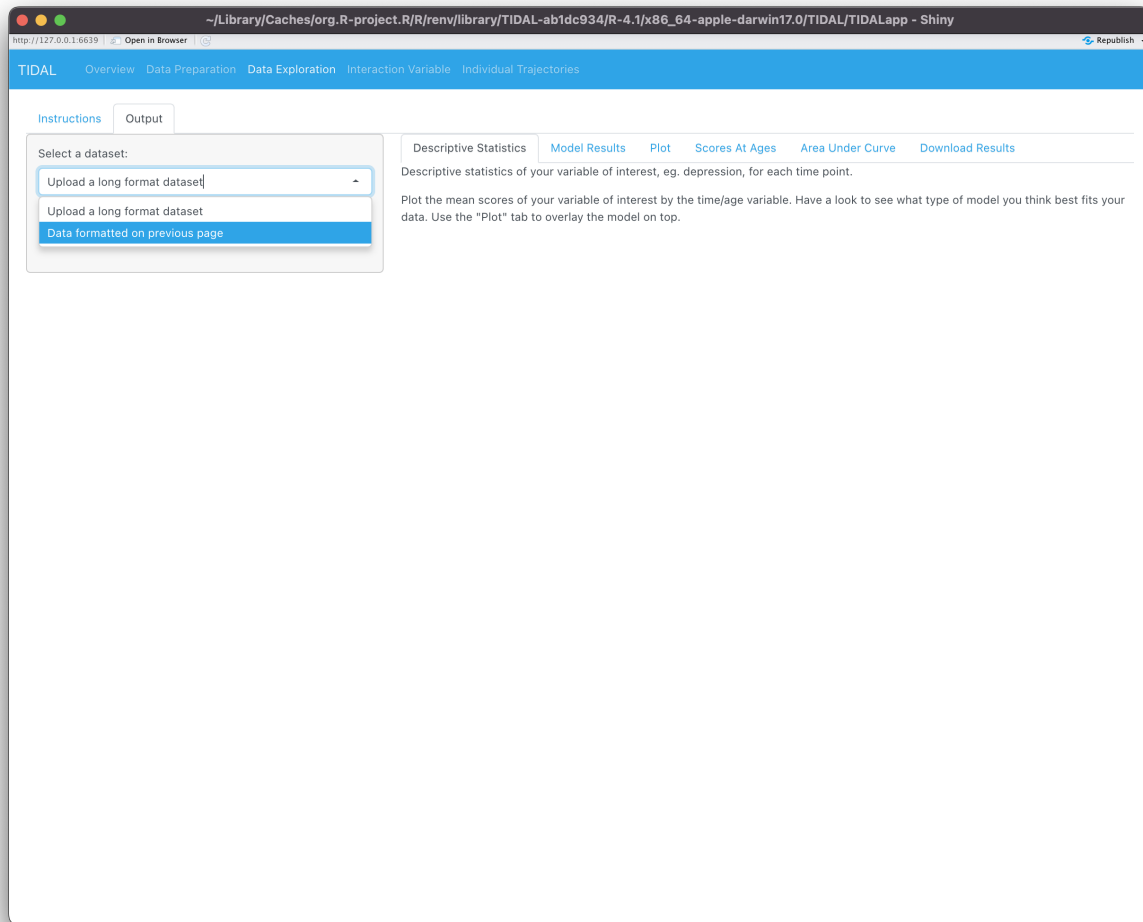 ~/Library/Caches/org.R-project.R/R/renv/library/TIDAL-ab1dc934/R-4.1/x86_64-apple-darwin17.0/TIDAL/TIDALapp - Shiny
http://127.0.0.1:6639 Open in Browser Republish
TIDAL Overview Data Preparation Data Exploration Interaction Variable Individual Trajectories
Instructions Output
Select a dataset:
Upload a long format dataset
Upload a long format dataset
Data formatted on previous page
Descriptive Statistics Model Results Plot Scores At Ages Area Under Curve Download Results
Descriptive statistics of your variable of interest, eg. depression, for each time point.
Plot the mean scores of your variable of interest by the time/age variable. Have a look to see what type of model you think best fits your
data. Use the "Plot" tab to overlay the model on top.